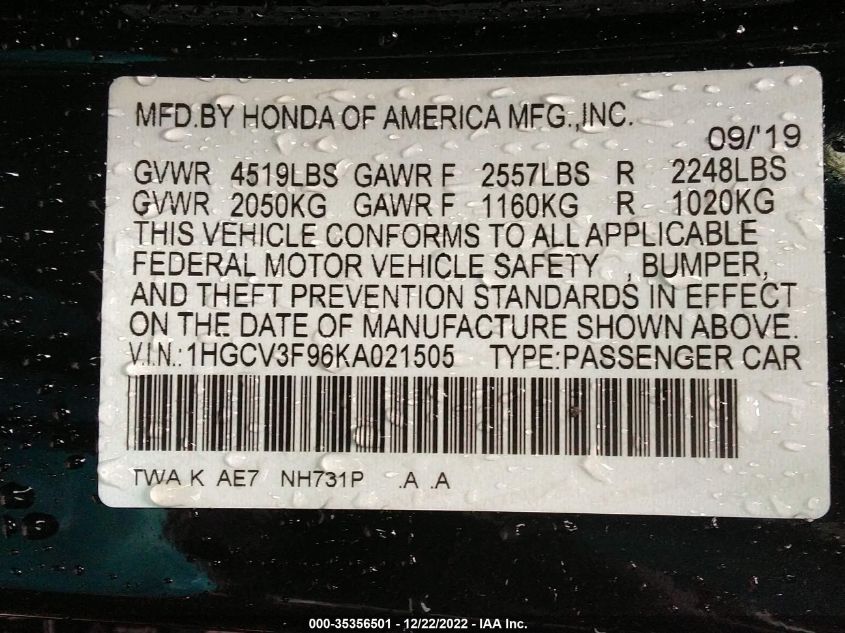 MFD.BY HONDA OF AMERICA MFG.,INC.
09/'19
GVWR 4519LBS GAWR F 2557LBS R 2248LBS
GVWR 2050KG GAWR F 1160KG R 1020KG
THIS VEHICLE CONFORMS TO ALL APPLICABLE
FEDERAL MOTOR VEHICLE SAFETY , BUMPER,
AND THEFT PREVENTION STANDARDS IN EFFECT
ON THE DATE OF MANUFACTURE SHOWN ABOVE.
V.I.N.:1HGCV3F96KA021505 TYPE:PASSENGER CAR
TWA K AE7 NH731P .A .A
000-35356501 - 12/22/2022 - IAA Inc.